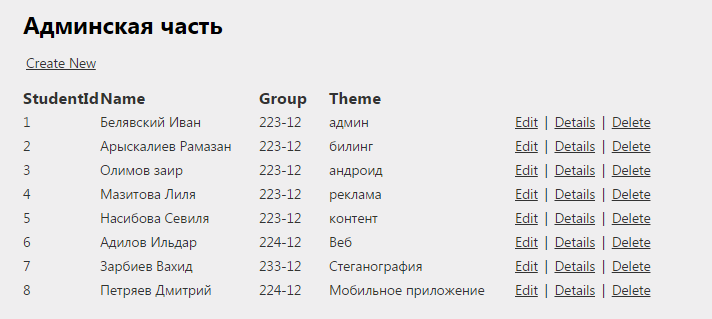 Админская часть
Create New
StudentId Name Group Theme
1 Белявский Иван 223-12 админ Edit | Details | Delete
2 Арыскалиев Рамазан 223-12 билинг Edit | Details | Delete
3 Олимов заир 223-12 андроид Edit | Details | Delete
4 Мазитова Лиля 223-12 реклама Edit | Details | Delete
5 Насибова Севиля 223-12 контент Edit | Details | Delete
6 Адилов Ильдар 224-12 Веб Edit | Details | Delete
7 Зарбиев Вахид 233-12 Стеганография Edit | Details | Delete
8 Петряев Дмитрий 224-12 Мобильное приложение Edit | Details | Delete